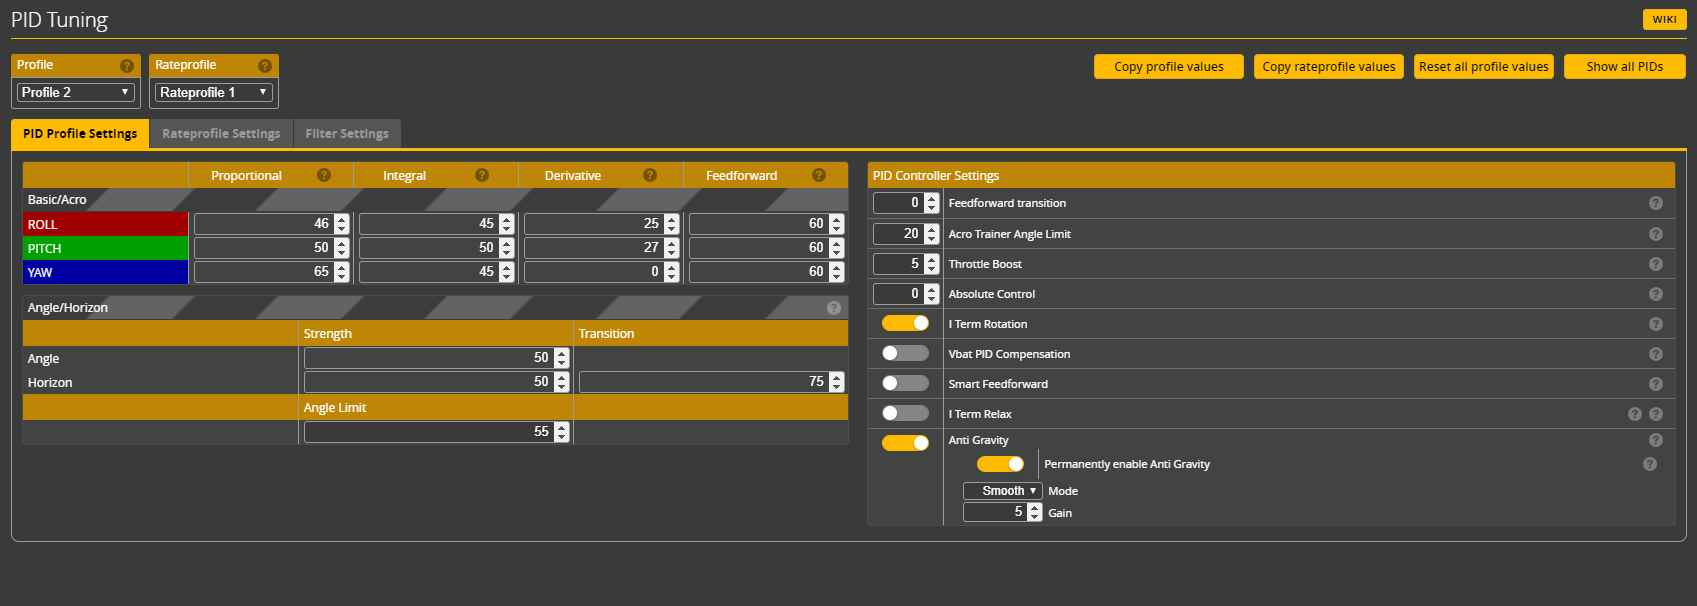 PID Tuning
WIKI
Profile
Rateprofile
Profile 2
Rateprofile 1
Copy profile values
Copy rateprofile values
Reset all profile values
Show all PIDs
PID Profile Settings
Rateprofile Settings
Filter Settings
Proportional Integral Derivative Feedforward
Basic/Acro
ROLL 46 45 25 60
PITCH 50 50 27 60
YAW 65 45 0 60
Angle/Horizon
Strength Transition
Angle 50
Horizon 50 75
Angle Limit
55
PID Controller Settings
0 Feedforward transition
20 Acro Trainer Angle Limit
5 Throttle Boost
0 Absolute Control
I Term Rotation
Vbat PID Compensation
Smart Feedforward
I Term Relax
Anti Gravity
Permanently enable Anti Gravity
Smooth Mode
5 Gain